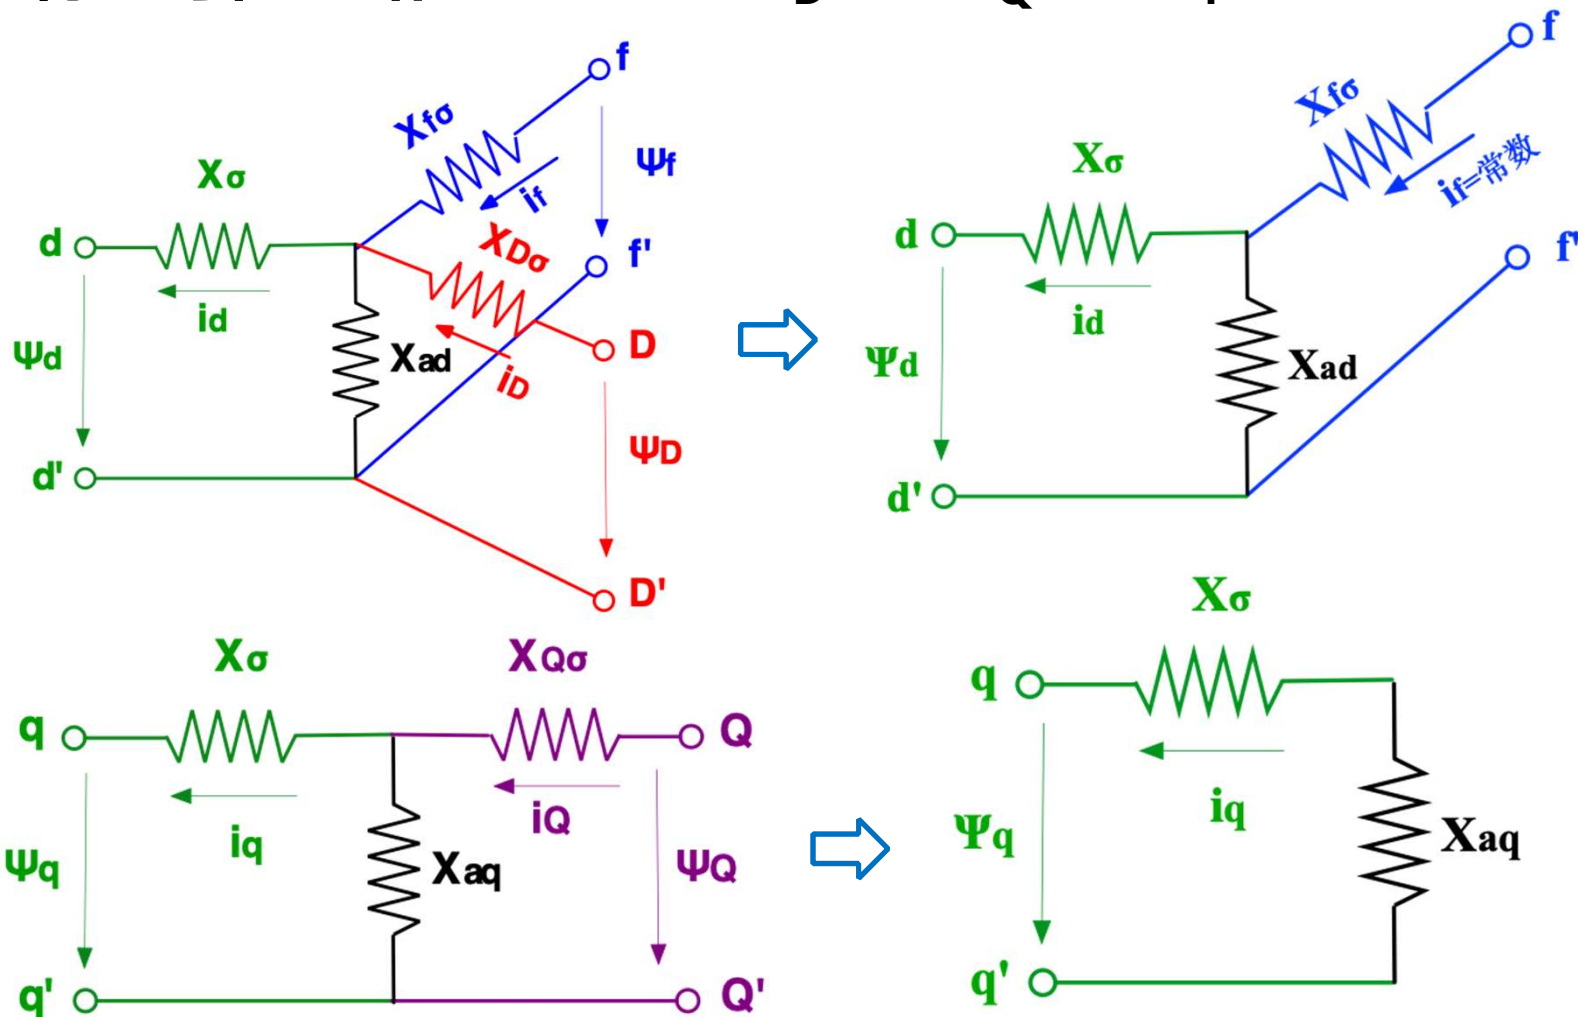 f
Xfσ
Ψf
if
Xσ
d
XDσ
f'
id
Ψd
Xad
D
iD
ΨD
d'
D'
f
Xfσ
Xσ
if=常数
d
f'
id
Ψd
Xad
d'
Xσ
XQσ
q
Q
iq
iQ
Ψq
Xaq
ΨQ
q'
Q'
Xσ
q
iq
Ψq
Xaq
q'